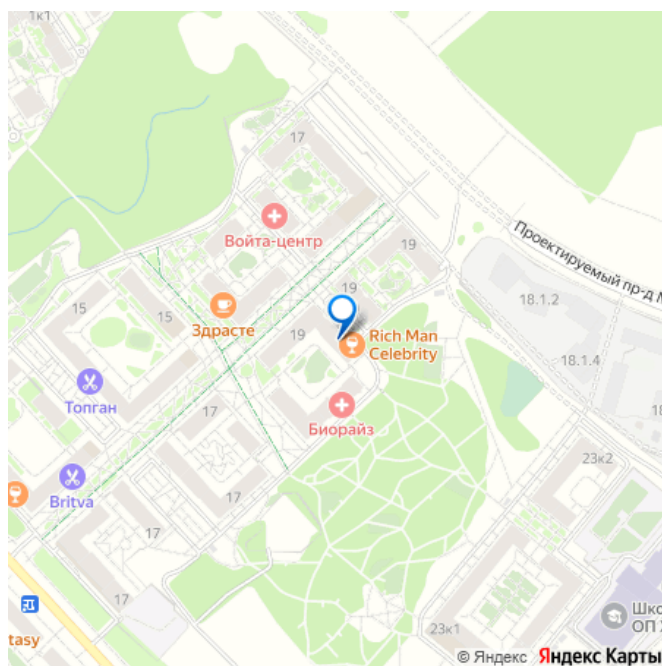 1к1
17
Войта-центр
Проектируемый пр-д М
19
18.1.2
19
15
15
Здрасте
19
Rich Man
Celebrity
18.1.4
Топган
Биорайз
17
23к2
Britva
17
17
17
Шко
ОП Х
tasy
23к1
© Яндекс Яндекс Карты